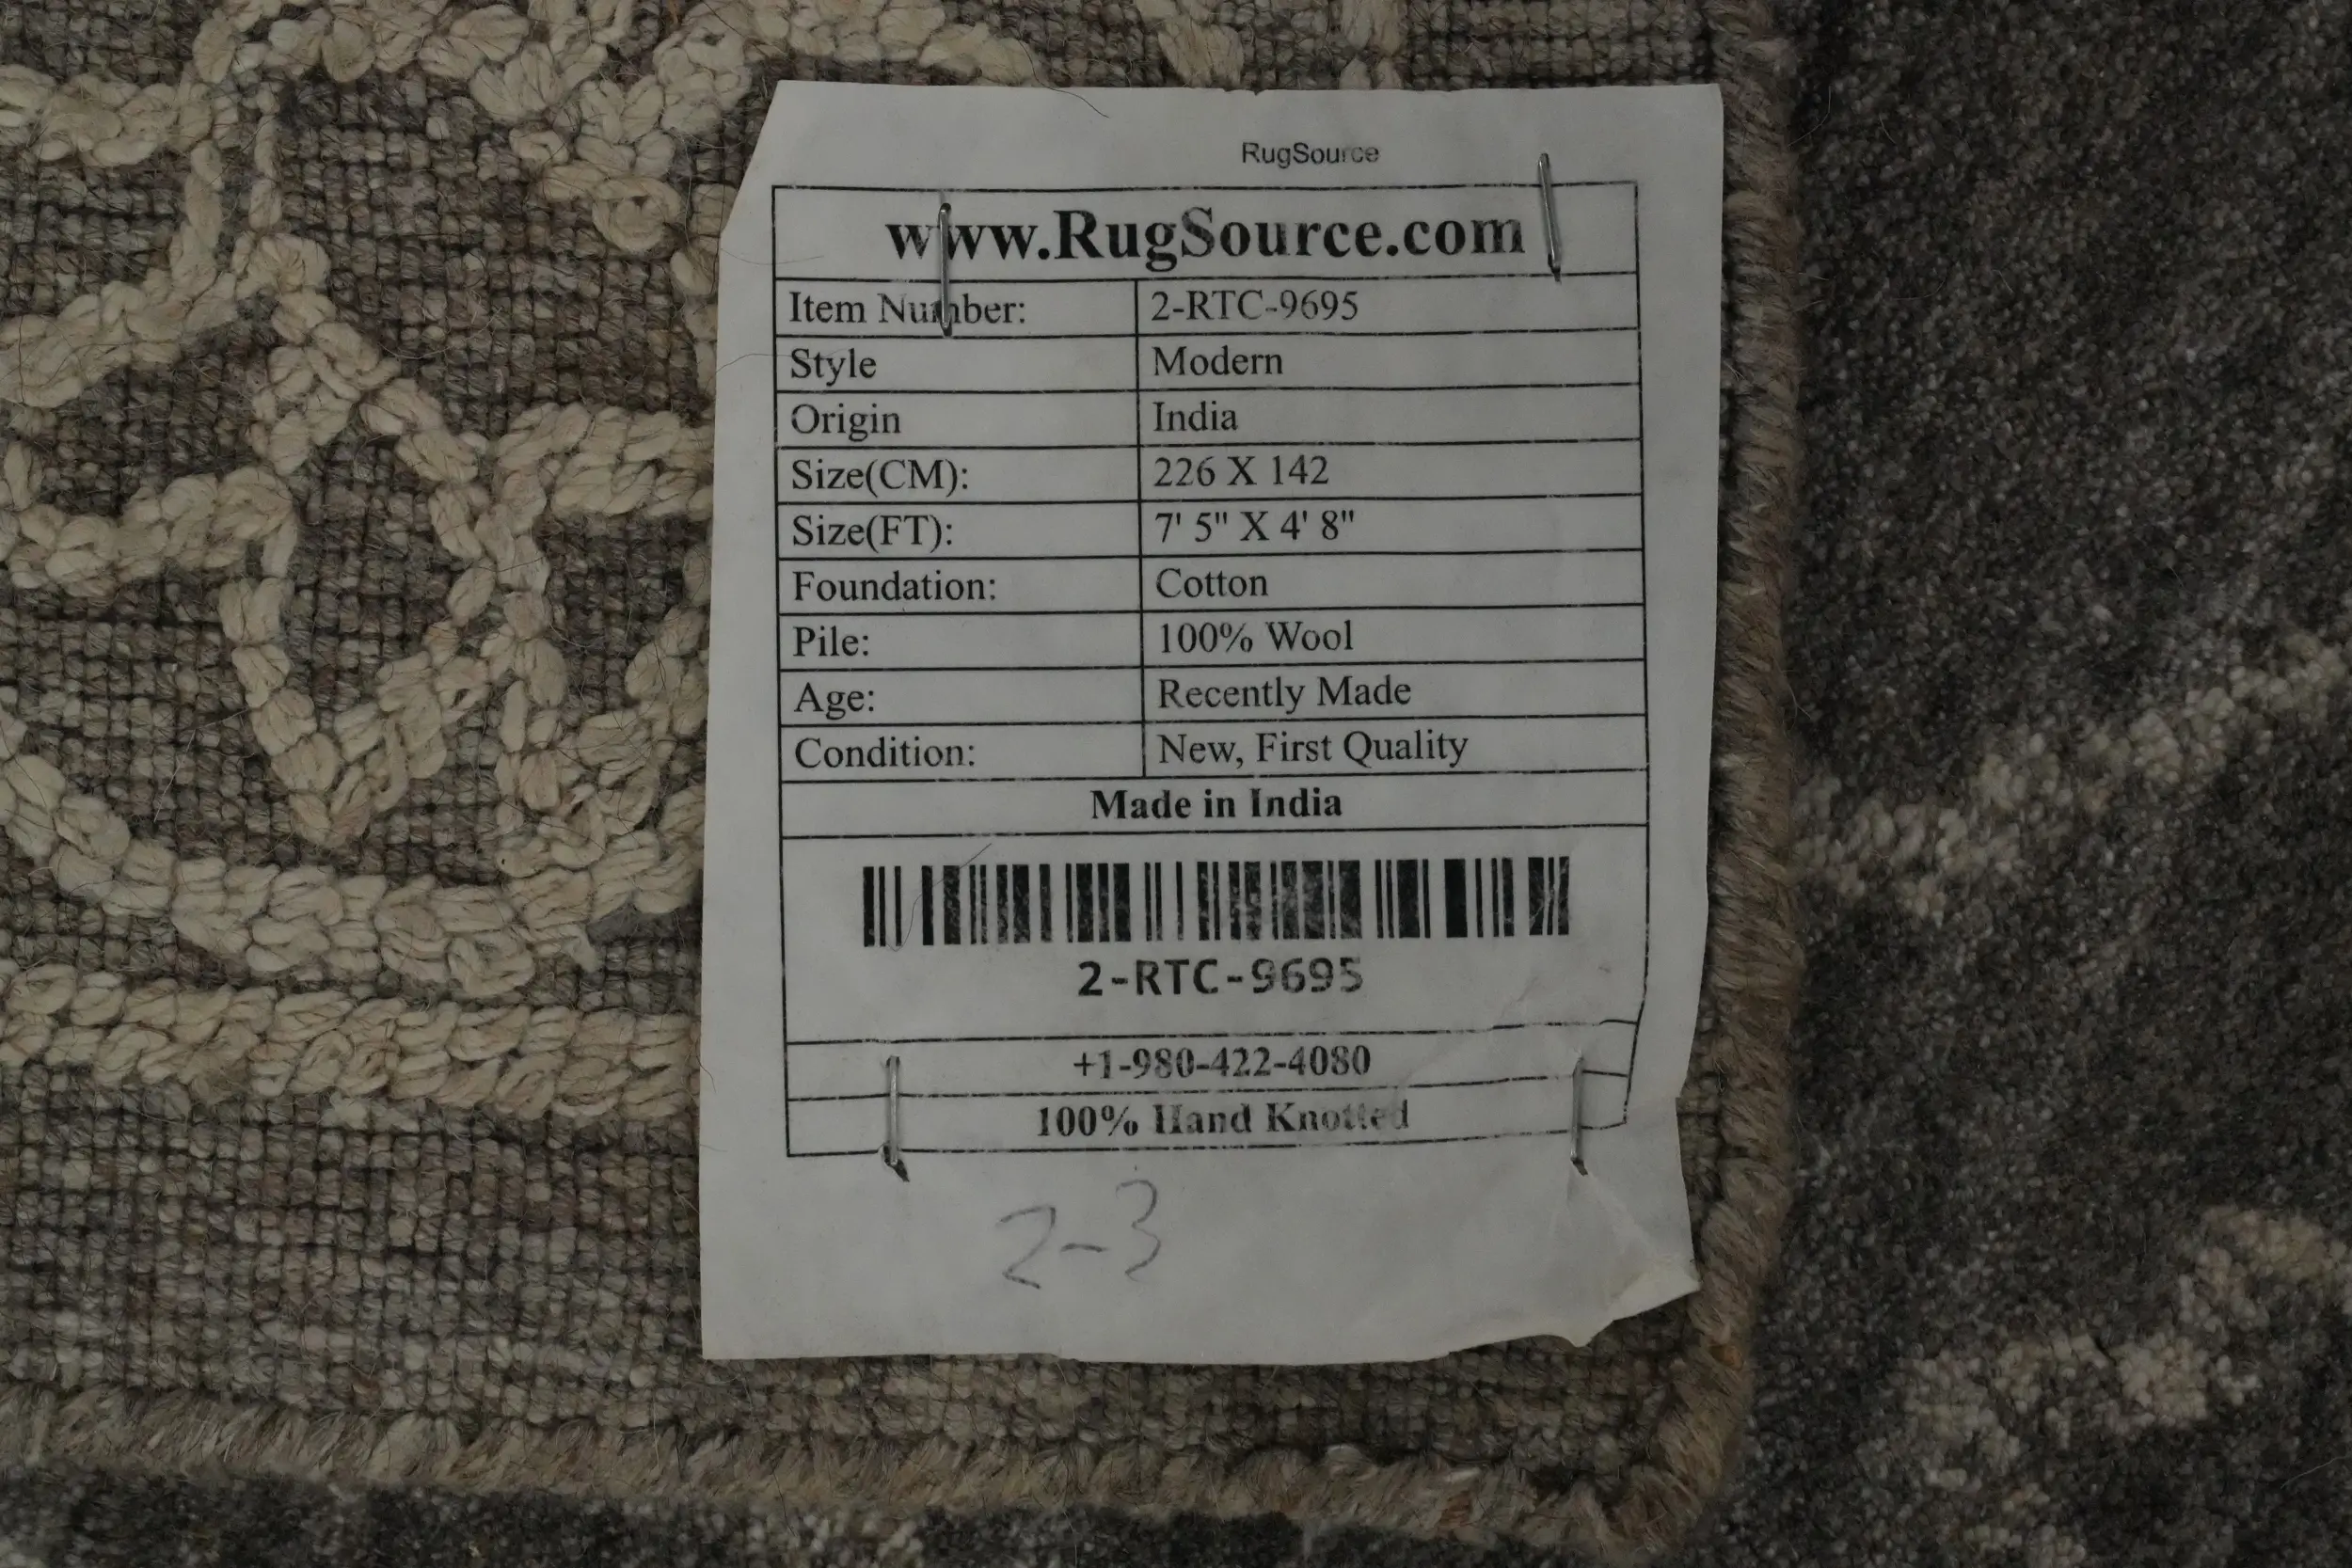 RugSource
www.RugSource.com
Item Number: 2-RTC-9695
Style Modern
Origin India
Size(CM): 226 X 142
Size(FT): 7' 5" X 4' 8"
Foundation: Cotton
Pile: 100% Wool
Age: Recently Made
Condition: New, First Quality
Made in India
2-RTC-9695
+1-980-422-4080
100% Hand Knotted
2-3